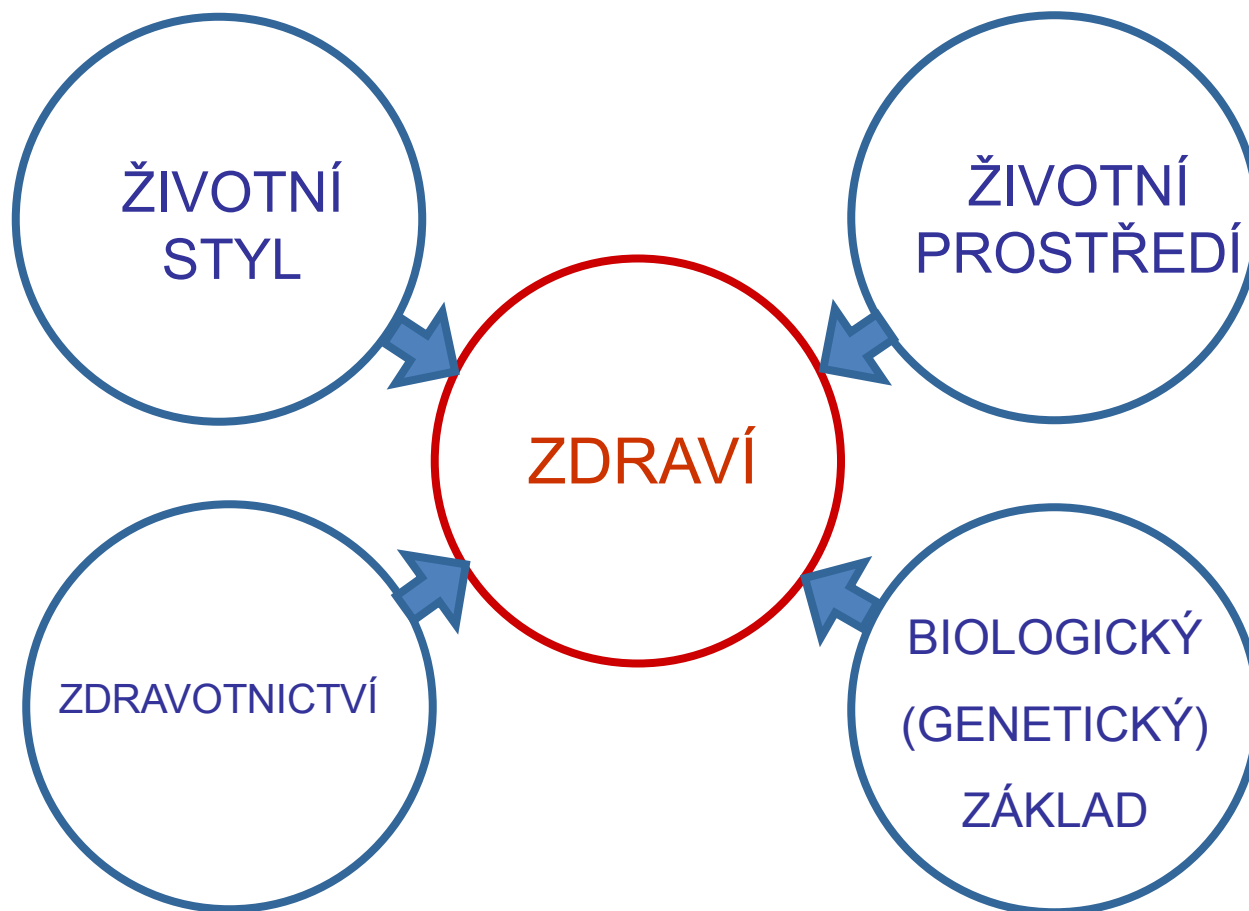 ŽIVOTNÍ
STYL
ŽIVOTNÍ
PROSTŘEDÍ
ZDRAVÍ
ZDRAVOTNICTVÍ
BIOLOGICKÝ
(GENETICKÝ)
ZÁKLAD